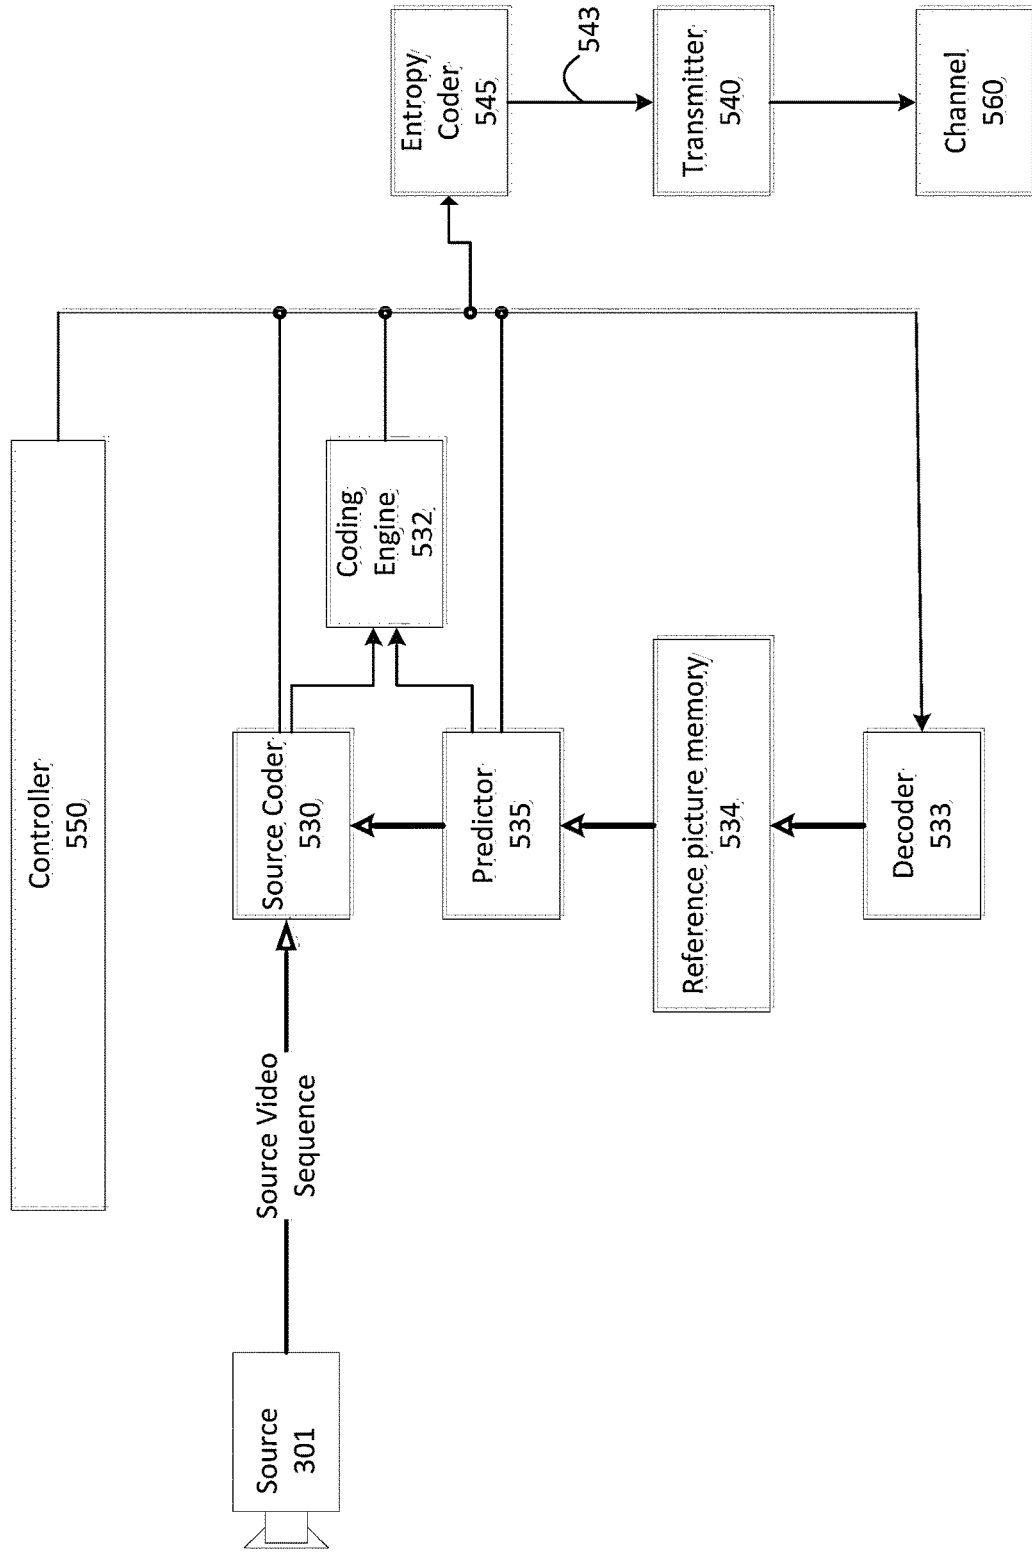 Controller
550
Source
301
Source Video
Sequence
Source Coder
530
Coding
Engine
532
Predictor
535
Reference picture memory
534
Decoder
533
Entropy
Coder
545
543
Transmitter
540
Channel
560